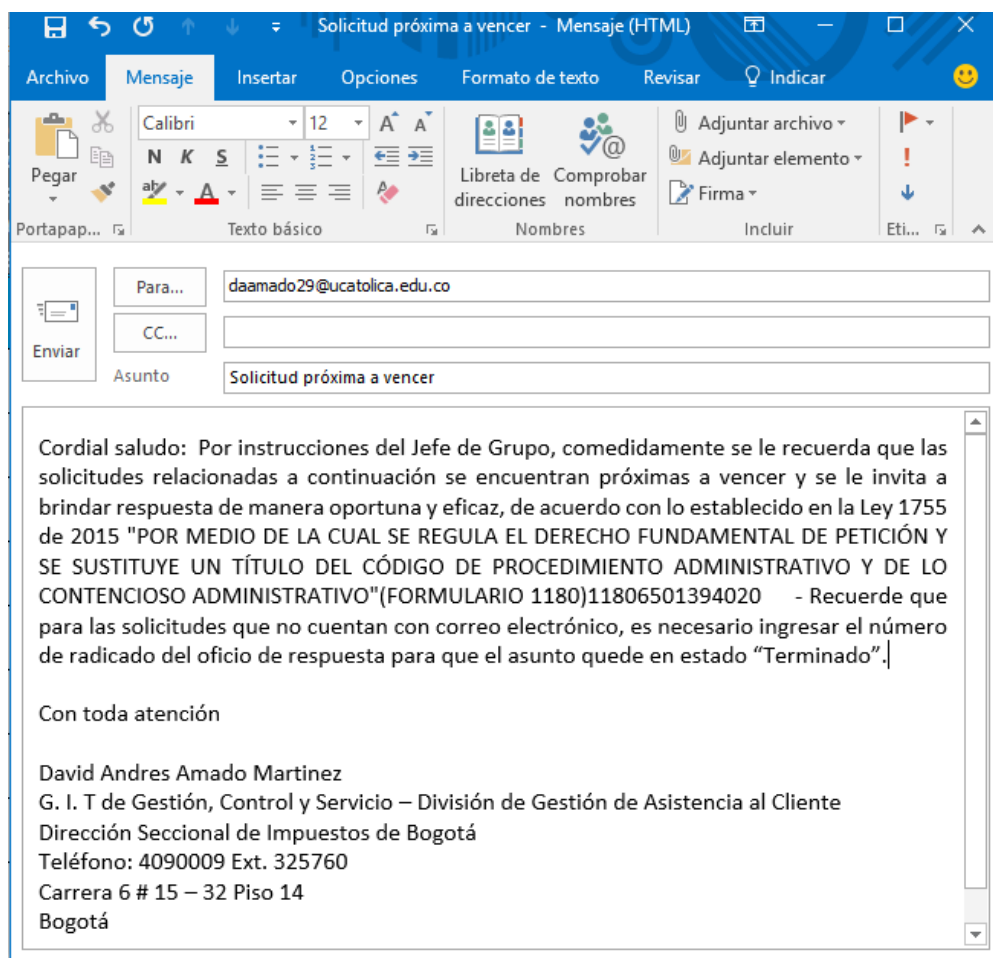 Solicitud próxima a vencer - Mensaje (HTML)
Archivo Mensaje Insertar Opciones Formato de texto Revisar Indicar
Calibri 12 A A
Adjuntar archivo
N K S
Adjuntar elemento
Pegar
Libreta de direcciones
Comprobar nombres
aby A
Firma
Portapap... Texto básico Nombres Incluir Eti...
Para... daamado29@ucatolica.edu.co
CC...
Enviar
Asunto Solicitud próxima a vencer
Cordial saludo: Por instrucciones del Jefe de Grupo, comedidamente se le recuerda que las
solicitudes relacionadas a continuación se encuentran próximas a vencer y se le invita a
brindar respuesta de manera oportuna y eficaz, de acuerdo con lo establecido en la Ley 1755
de 2015 "POR MEDIO DE LA CUAL SE REGULA EL DERECHO FUNDAMENTAL DE PETICIÓN Y
SE SUSTITUYE UN TÍTULO DEL CÓDIGO DE PROCEDIMIENTO ADMINISTRATIVO Y DE LO
CONTENCIOSO ADMINISTRATIVO"(FORMULARIO 1180)11806501394020 - Recuerde que
para las solicitudes que no cuentan con correo electrónico, es necesario ingresar el número
de radicado del oficio de respuesta para que el asunto quede en estado “Terminado”.
Con toda atención
David Andres Amado Martinez
G. I. T de Gestión, Control y Servicio – División de Gestión de Asistencia al Cliente
Dirección Seccional de Impuestos de Bogotá
Teléfono: 4090009 Ext. 325760
Carrera 6 # 15 – 32 Piso 14
Bogotá